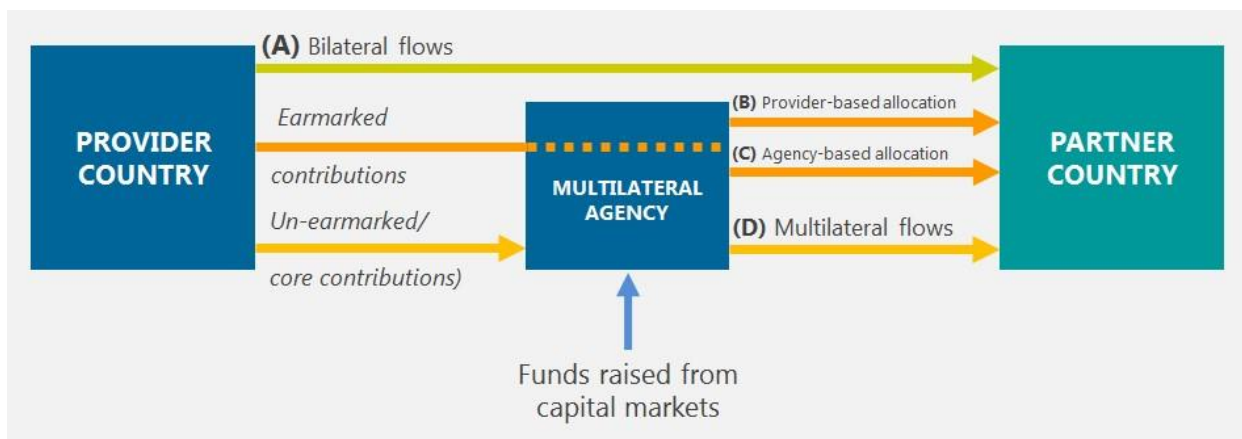 (A) Bilateral flows
PROVIDER
COUNTRY
Earmarked
contributions
Un-earmarked/
core contributions)
MULTILATERAL
AGENCY
Funds raised from
capital markets
(B) Provider-based allocation
(C) Agency-based allocation
(D) Multilateral flows
PARTNER
COUNTRY